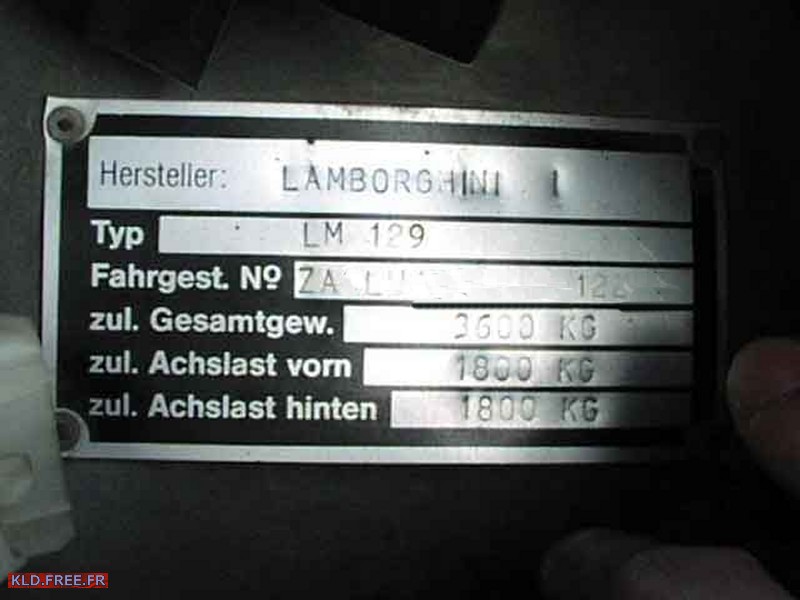 Hersteller: LAMBORGHINI I
Typ LM 129
Fahrgest. Nº ZA
zul. Gesamtgew. 3600 KG
zul. Achslast vorn 1800 KG
zul. Achslast hinten 1800 KG
KLD.FREE.FR